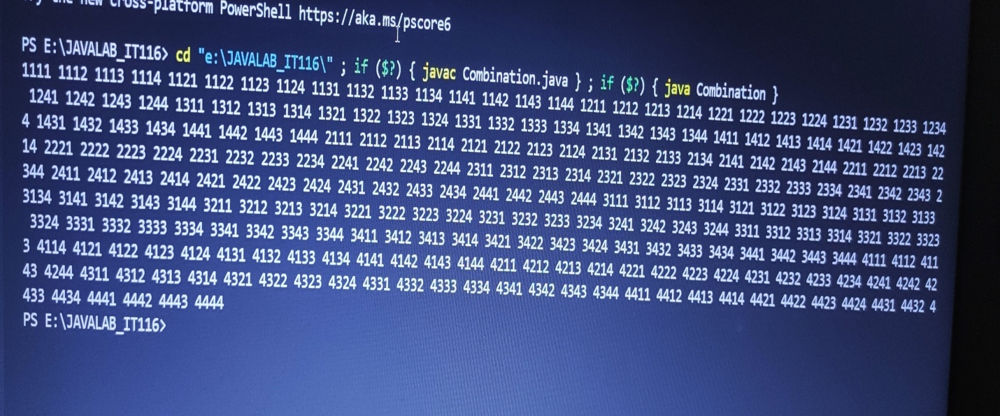 the new cross-platform PowerShell https://aka.ms/pscore6
PS E:\JAVALAB_IT116> cd "e:\JAVALAB_IT116\" ; if ($?) { javac Combination.java } ; if ($?) { java Combination }
1111 1112 1113 1114 1121 1122 1123 1124 1131 1132 1133 1134 1141 1142 1143 1144 1211 1212 1213 1214 1221 1222 1223 1224 1231 1232 1233 1234
1241 1242 1243 1244 1311 1312 1313 1314 1321 1322 1323 1324 1331 1332 1333 1334 1341 1342 1343 1344 1411 1412 1413 1414 1421 1422 1423 142
4 1431 1432 1433 1434 1441 1442 1443 1444 2111 2112 2113 2114 2121 2122 2123 2124 2131 2132 2133 2134 2141 2142 2143 2144 2211 2212 2213 22
14 2221 2222 2223 2224 2231 2232 2233 2234 2241 2242 2243 2244 2311 2312 2313 2314 2321 2322 2323 2324 2331 2332 2333 2334 2341 2342 2343 2
344 2411 2412 2413 2414 2421 2422 2423 2424 2431 2432 2433 2434 2441 2442 2443 2444 3111 3112 3113 3114 3121 3122 3123 3124 3131 3132 3133
3134 3141 3142 3143 3144 3211 3212 3213 3214 3221 3222 3223 3224 3231 3232 3233 3234 3241 3242 3243 3244 3311 3312 3313 3314 3321 3322 3323
3324 3331 3332 3333 3334 3341 3342 3343 3344 3411 3412 3413 3414 3421 3422 3423 3424 3431 3432 3433 3434 3441 3442 3443 3444 4111 4112 411
3 4114 4121 4122 4123 4124 4131 4132 4133 4134 4141 4142 4143 4144 4211 4212 4213 4214 4221 4222 4223 4224 4231 4232 4233 4234 4241 4242 42
43 4244 4311 4312 4313 4314 4321 4322 4323 4324 4331 4332 4333 4334 4341 4342 4343 4344 4411 4412 4413 4414 4421 4422 4423 4424 4431 4432 4
433 4434 4441 4442 4443 4444
PS E:\JAVALAB_IT116>